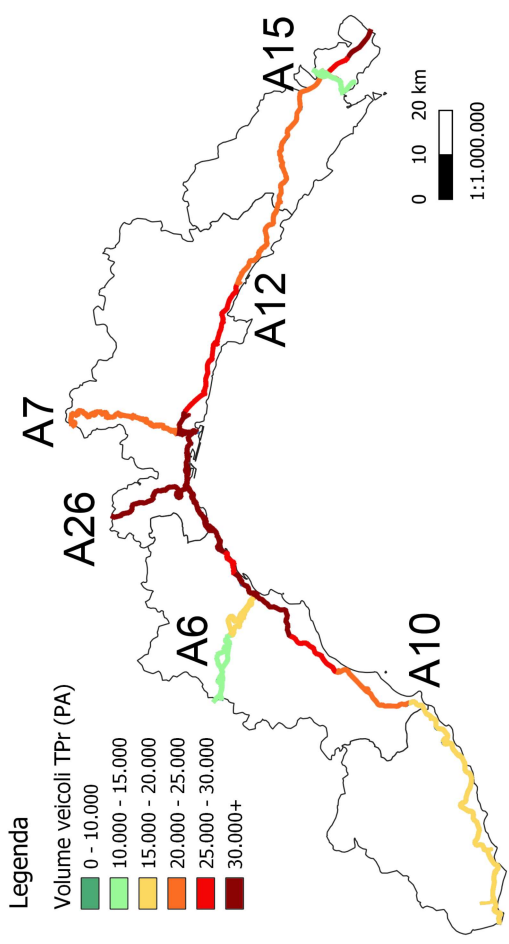 Legenda
Volume veicoli TPr (PA)
0 - 10.000
10.000 - 15.000
15.000 - 20.000
20.000 - 25.000
25.000 - 30.000
30.000+
A6
A10
A26
A7
A12
A15
0 10 20 km
1:1.000.000